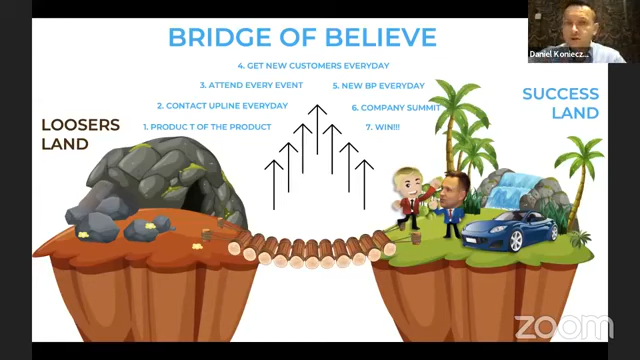 BRIDGE OF BELIEVE
4. GET NEW CUSTOMERS EVERYDAY
3. ATTEND EVERY EVENT
5. NEW BP EVERYDAY
2. CONTACT UPLINE EVERYDAY
6. COMPANY SUMMIT
1. PRODUC T OF THE PRODUCT
7. WIN!!!
LOOSERS
LAND
SUCCESS
LAND
Daniel Koniecz...
zoom